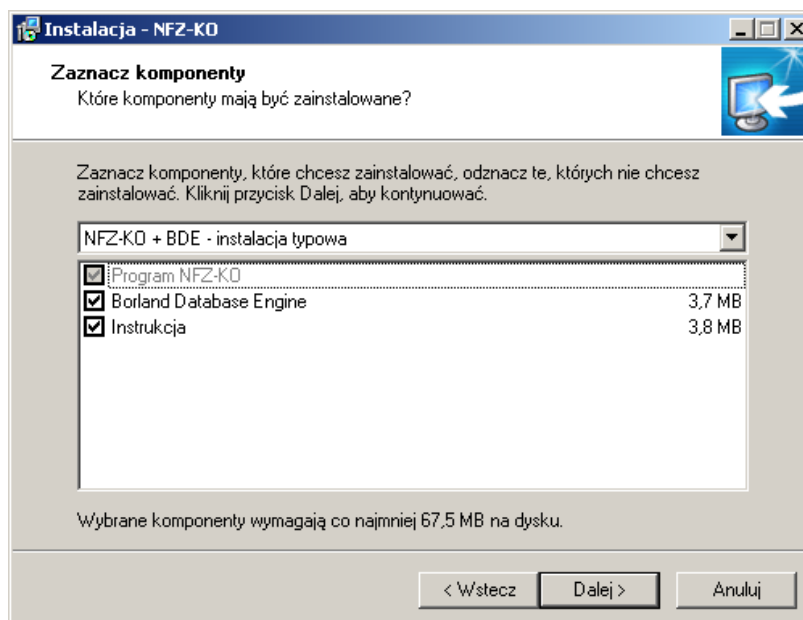 Instalacja - NFZ-KO
Zaznacz komponenty
Które komponenty mają być zainstalowane?
Zaznacz komponenty, które chcesz zainstalować, odznacz te, których nie chcesz
zainstalować. Kliknij przycisk Dalej, aby kontynuować.
NFZ-KO + BDE - instalacja typowa
Program NFZ-KO
Borland Database Engine 3,7 MB
Instrukcja 3,8 MB
Wybrane komponenty wymagają co najmniej 67,5 MB na dysku.
< Wstecz Dalej > Anuluj